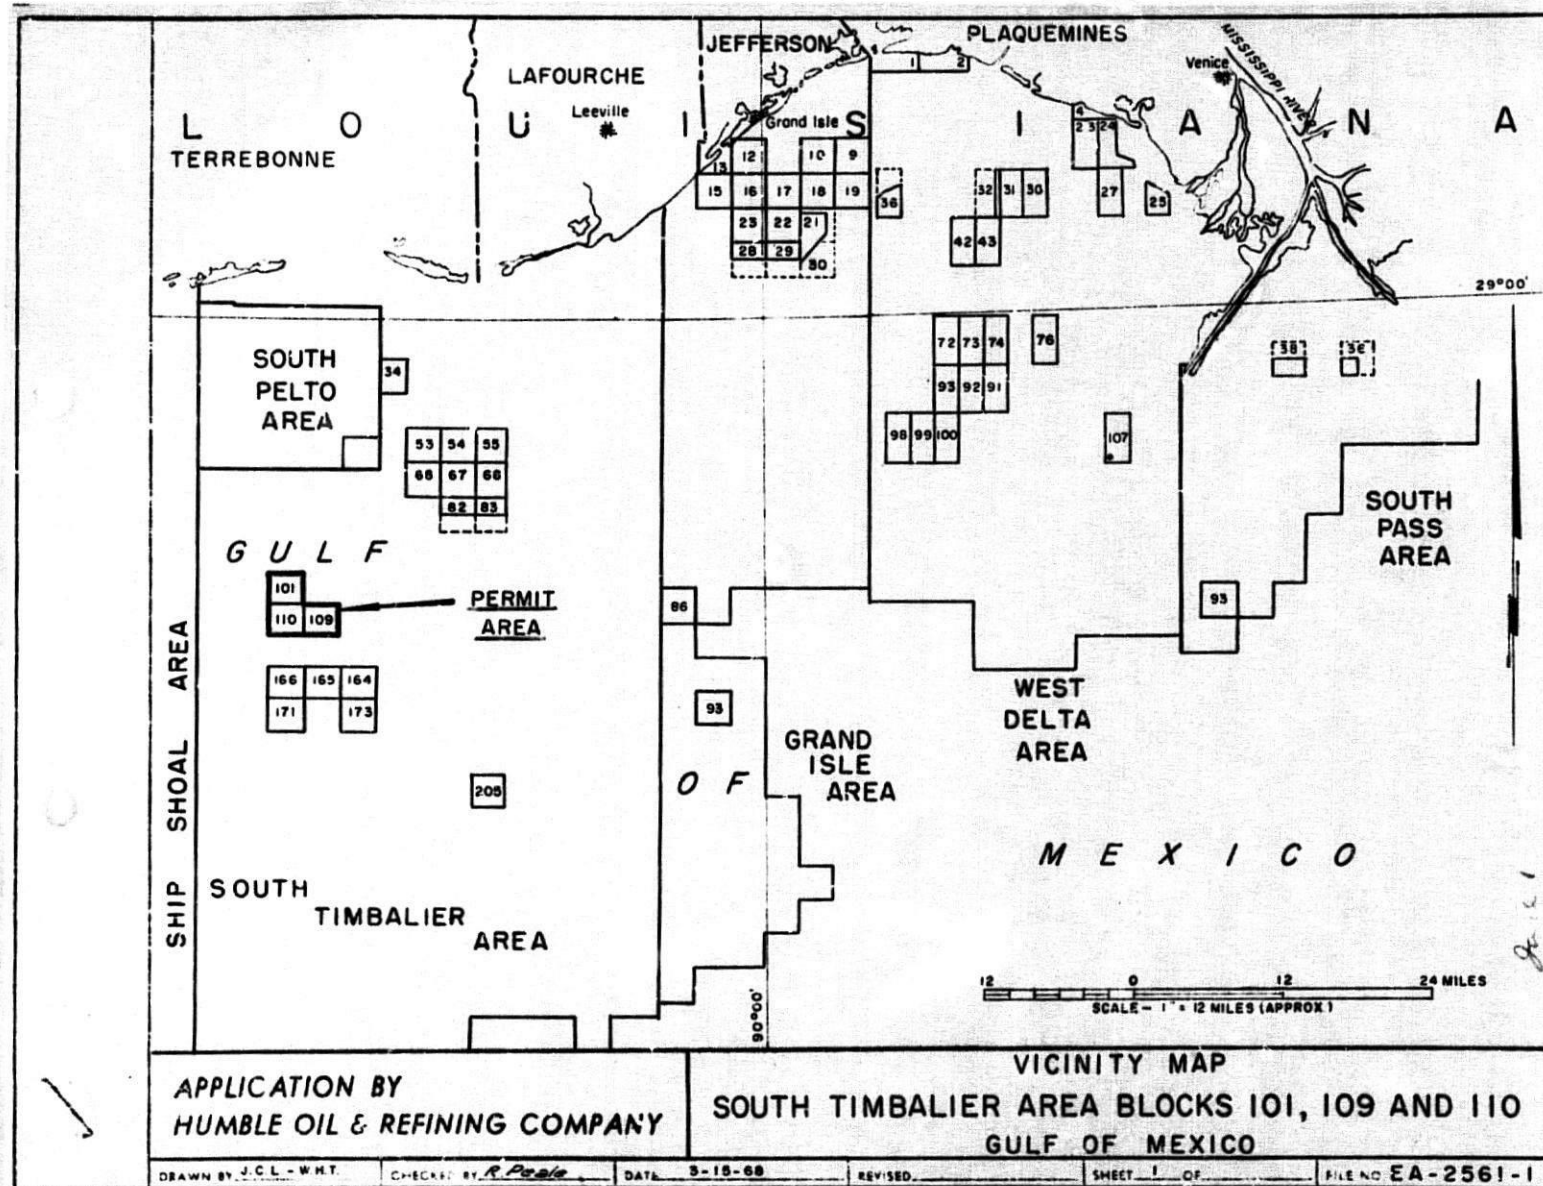 JEFFERSON
PLAQUEMINES
MISSISSIPPI RIVER
LAFOURCHE
Leeville
Venice
Grand Isle
L O U I S I A N A
TERREBONNE
1 2
4
2 3 24
12 10 9
13
15 16 17 18 19
36
32 31 30
27
25
23 22 21
28 29
30
42 43
29°00'
SOUTH
PELTO
AREA
34
72 73 74
76
93 92 91
38
98 99 100
107
53 54 55
68 67 66
82 83
SOUTH
PASS
AREA
GULF
101
110 109
PERMIT
AREA
86
93
166 165 164
171 173
93
205
WEST
DELTA
AREA
GRAND
ISLE
AREA
OF
MEXICO
SHIP SHOAL AREA
SOUTH
TIMBALIER
AREA
90°00'
12 0 12 24 MILES
SCALE - 1" = 12 MILES (APPROX.)
APPLICATION BY
HUMBLE OIL & REFINING COMPANY
VICINITY MAP
SOUTH TIMBALIER AREA BLOCKS 101, 109 AND 110
GULF OF MEXICO
DRAWN BY J.C.L. - W.H.T. CHECKED BY R. DATE 3-15-68 REVISED SHEET 1 OF FILE NO EA-2561-1